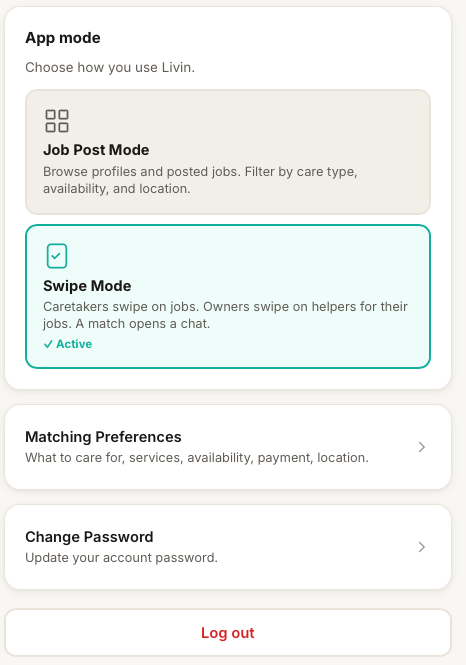 App mode
Choose how you use Livin.
Job Post Mode
Browse profiles and posted jobs. Filter by care type,
availability, and location.
Swipe Mode
Caretakers swipe on jobs. Owners swipe on helpers for their
jobs. A match opens a chat.
✓ Active
Matching Preferences
What to care for, services, availability, payment, location.
Change Password
Update your account password.
Log out